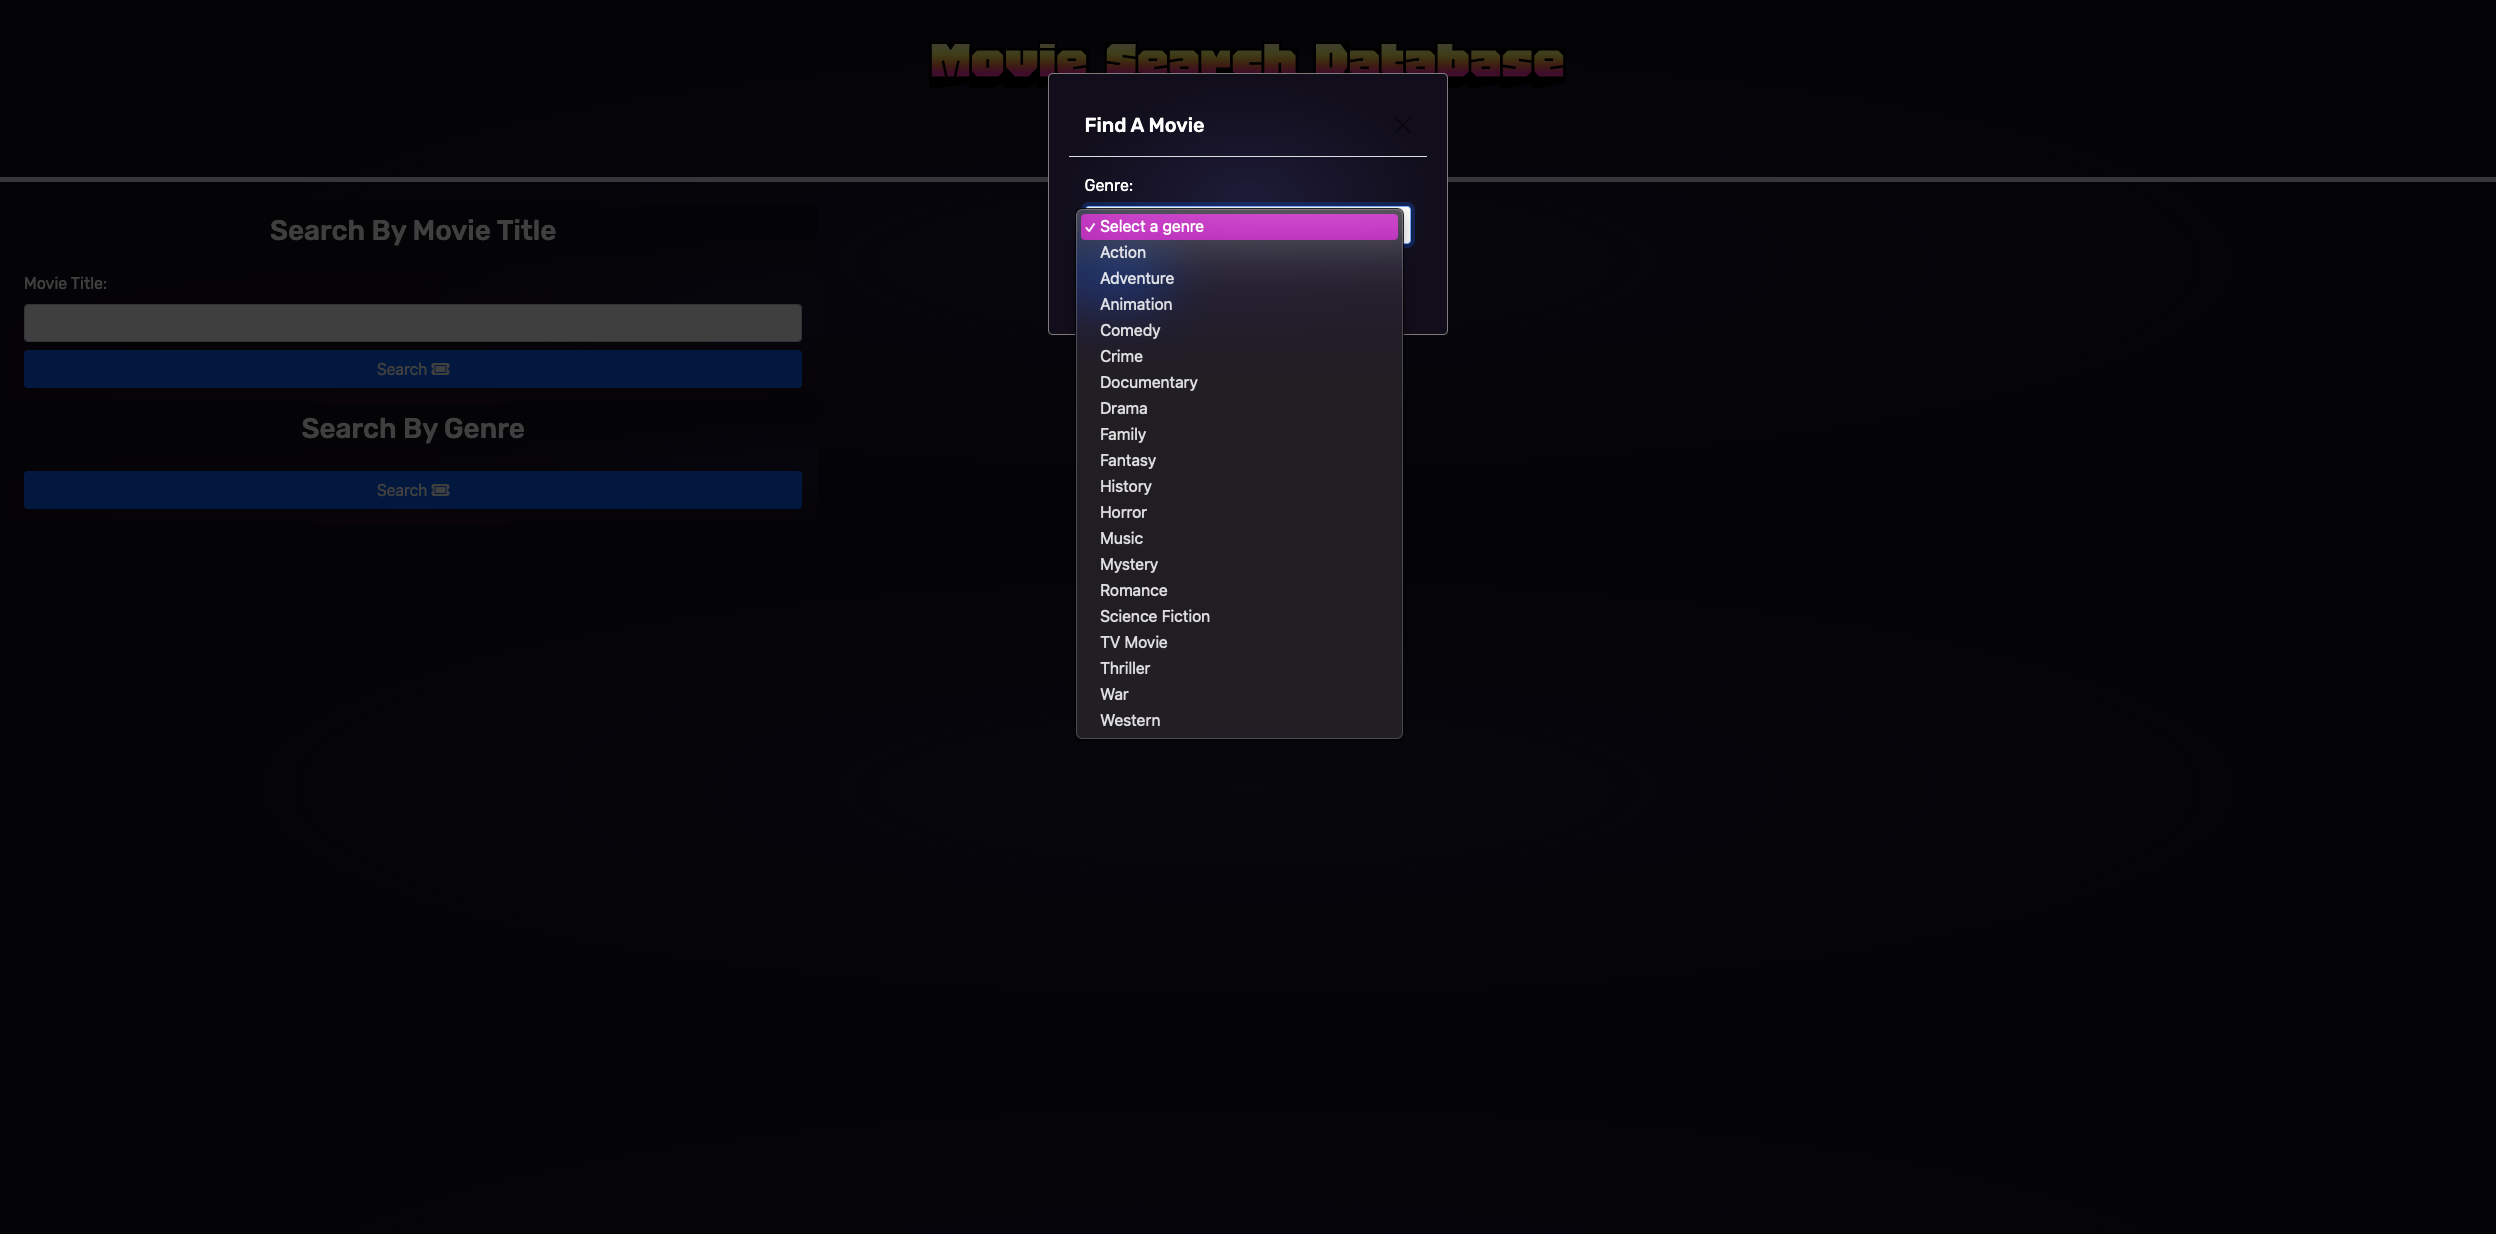 Movie Search Database
Find A Movie
Genre:
✓ Select a genre
Action
Adventure
Animation
Comedy
Crime
Documentary
Drama
Family
Fantasy
History
Horror
Music
Mystery
Romance
Science Fiction
TV Movie
Thriller
War
Western
Search By Movie Title
Movie Title:
Search
Search By Genre
Search